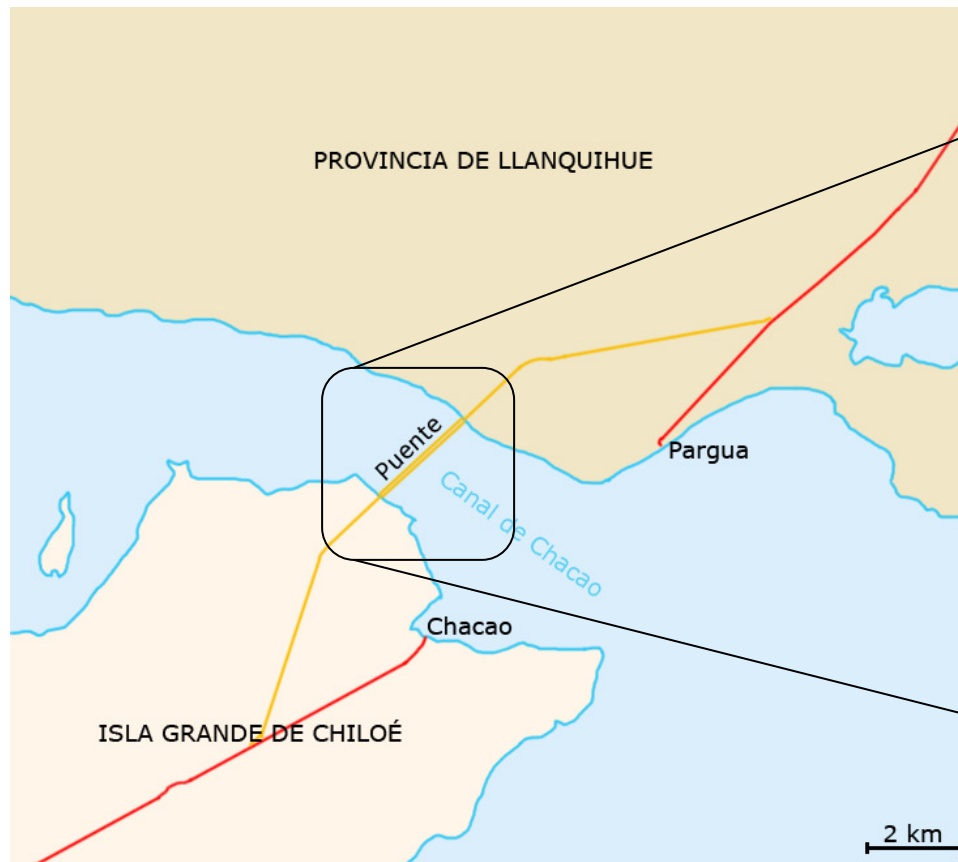 PROVINCIA DE LLANQUIHUE
Puente
Pargua
Canal de Chacao
Chacao
ISLA GRANDE DE CHILOÉ
2 km